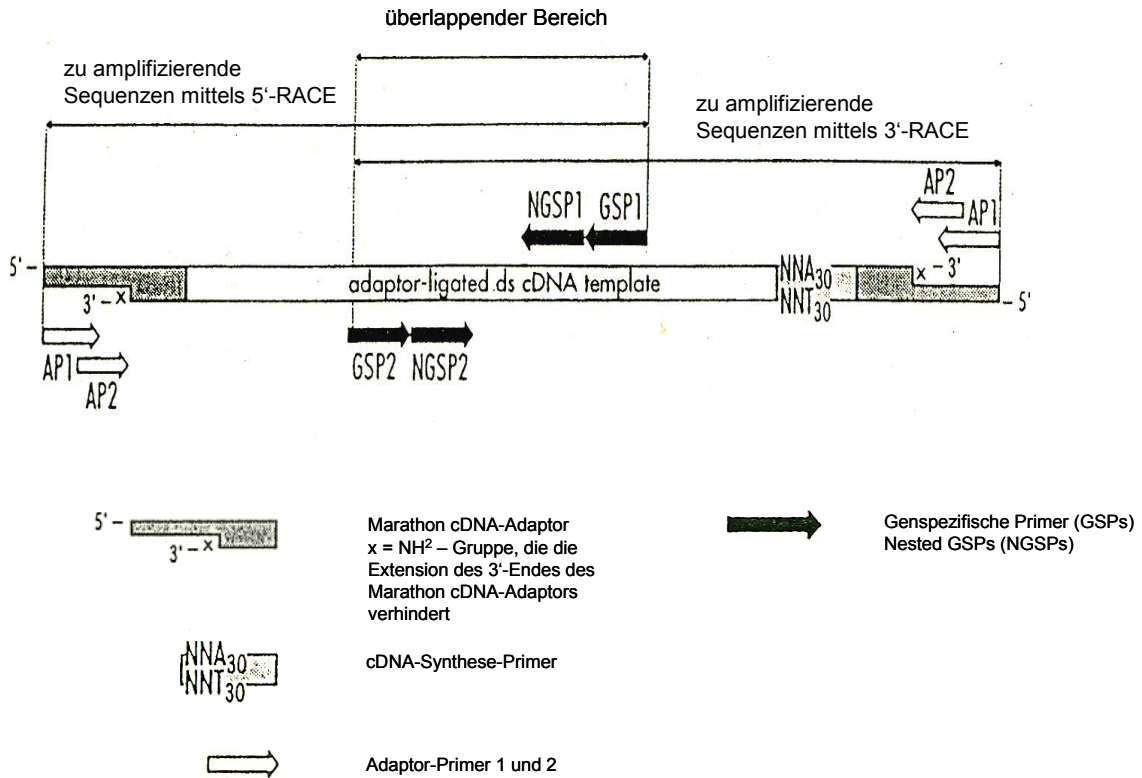 überlappender Bereich
zu amplifizierende
Sequenzen mittels 5‘-RACE
zu amplifizierende
Sequenzen mittels 3‘-RACE
AP2
AP1
NGSP1 GSP1
5' –
x – 3'
adaptor-ligated ds cDNA template
NNA30
NNT30
3' – x
– 5'
AP1
AP2
GSP2 NGSP2
5' –
3' – x
Marathon cDNA-Adaptor
x = NH² – Gruppe, die die
Extension des 3‘-Endes des
Marathon cDNA-Adaptors
verhindert
Genspezifische Primer (GSPs)
Nested GSPs (NGSPs)
NNA30
NNT30
cDNA-Synthese-Primer
Adaptor-Primer 1 und 2